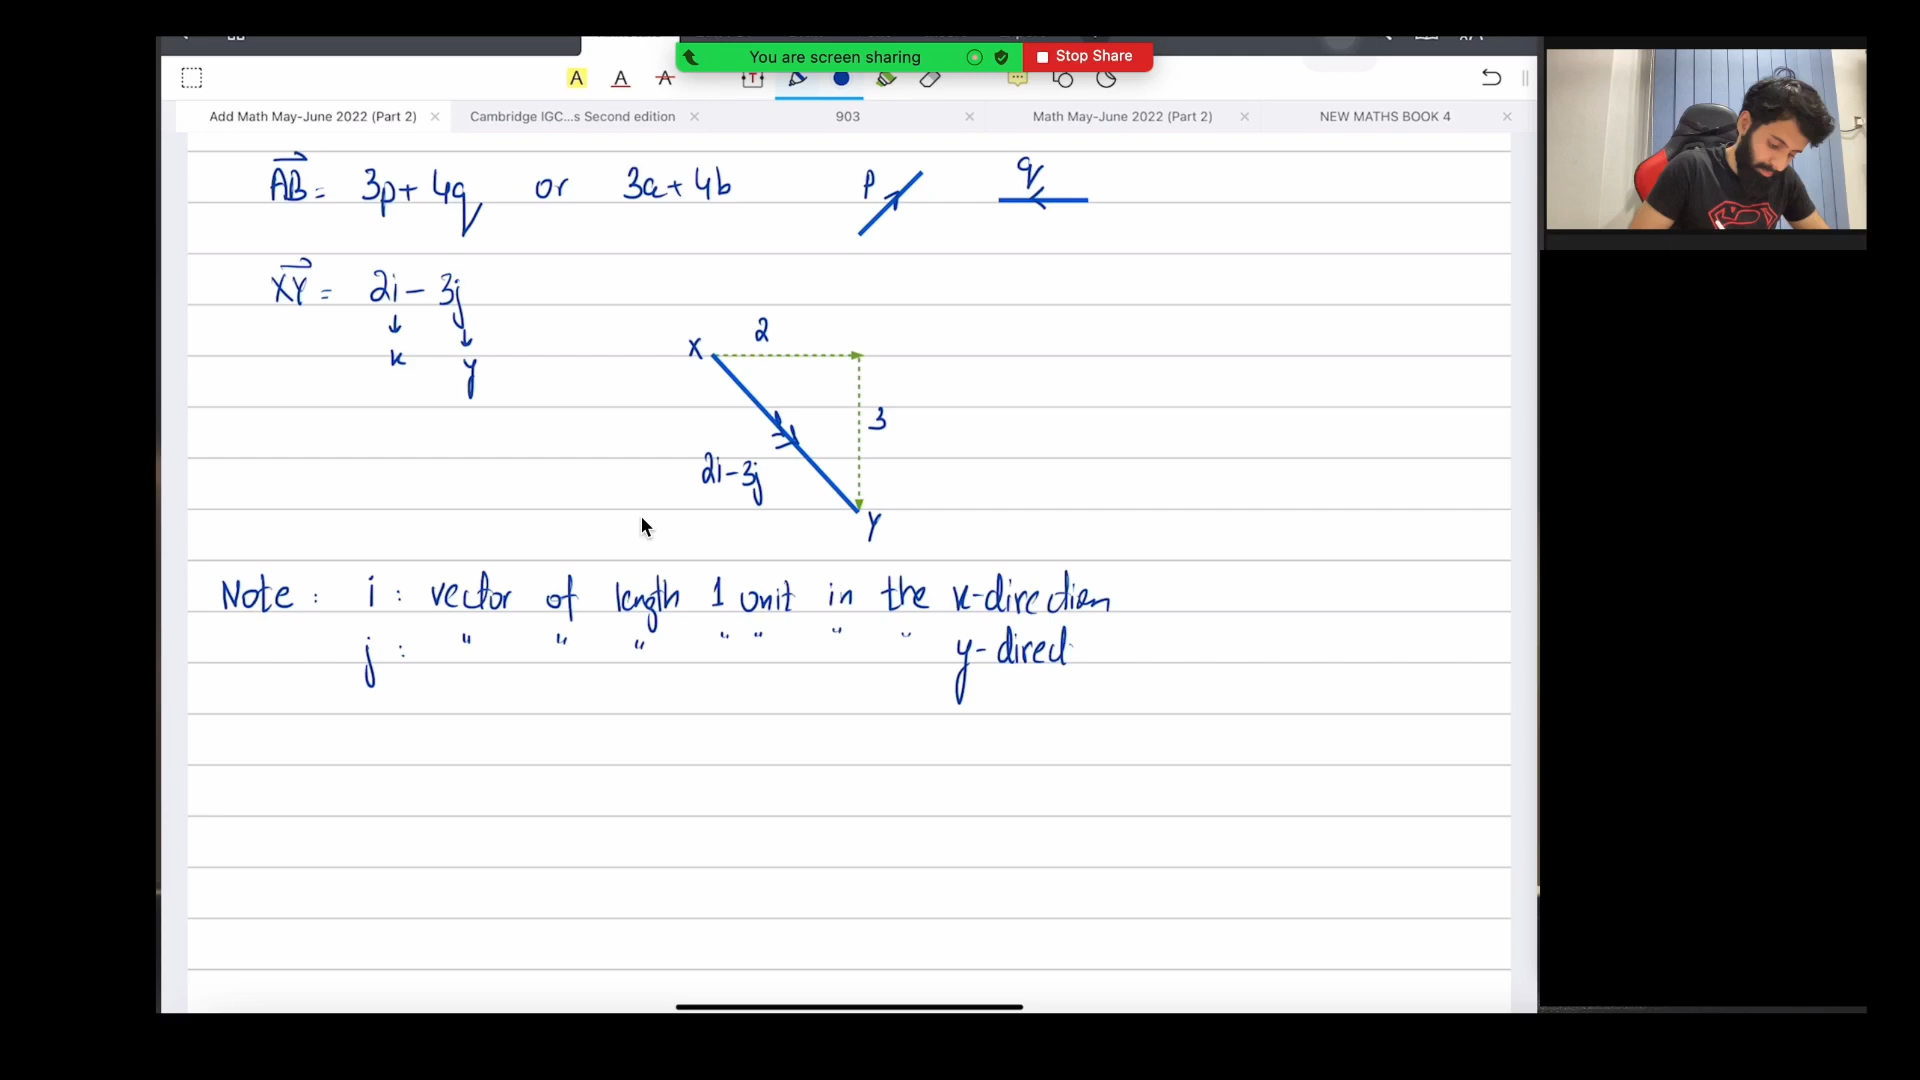 You are screen sharing
Stop Share
A A A T
Add Math May-June 2022 (Part 2) Cambridge IGC...s Second edition 903 Math May-June 2022 (Part 2) NEW MATHS BOOK 4
AB = 3p + 4q or 3a + 4b P q
XY = 2i - 3j
x y
X 2
3
2i - 3j
Y
Note : i : vector of length 1 unit in the x-direction
j : " " " " " " " y-direct